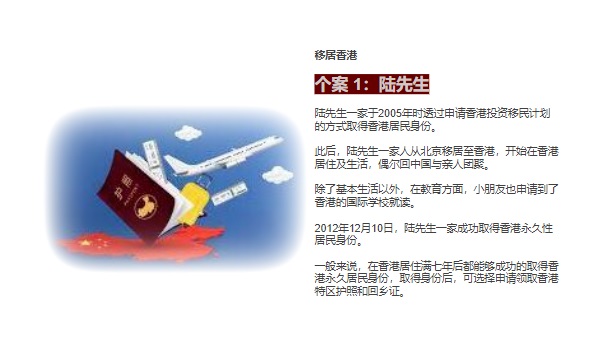 移居香港
个案 1：陆先生
陆先生一家于2005年时透过申请香港投资移民计划
的方式取得香港居民身份。
此后，陆先生一家人从北京移居至香港，开始在香港
居住及生活，偶尔回中国与亲人团聚。
除了基本生活以外，在教育方面，小朋友也申请到了
香港的国际学校就读。
2012年12月10日，陆先生一家成功取得香港永久性
居民身份。
一般来说，在香港居住满七年后都能够成功的取得香
港永久居民身份，取得身份后，可选择申请领取香港
特区护照和回乡证。
护照
PASSPORT